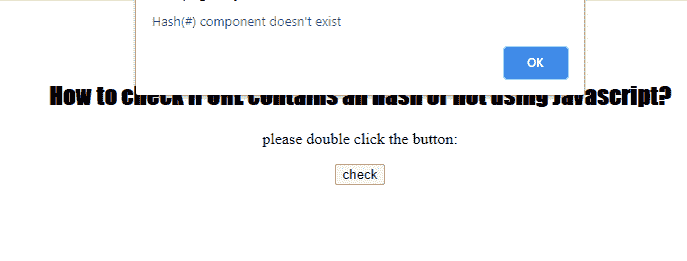 Hash(#) component doesn't exist
OK
How to check if URL contains an hash or not using Javascript?
please double click the button:
check